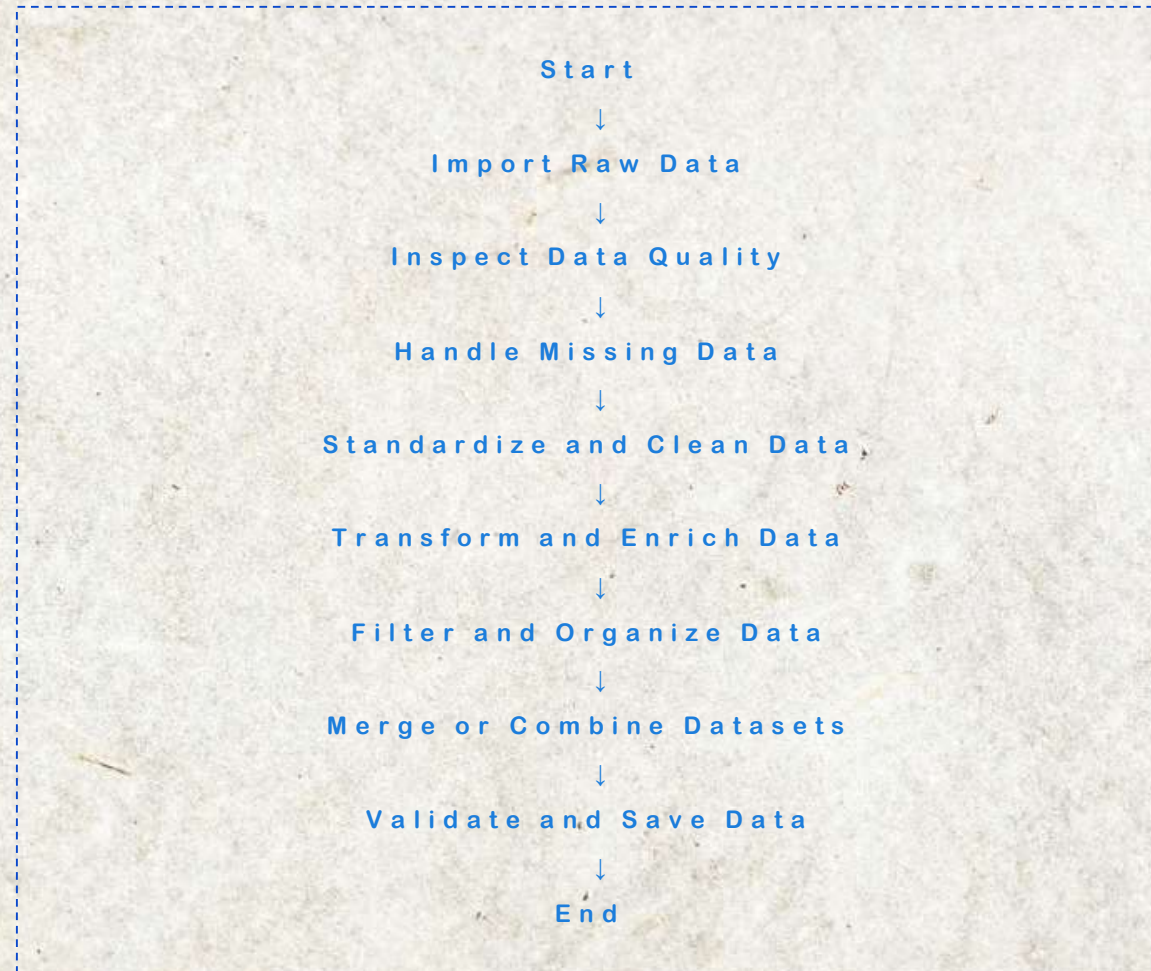 Start
↓
Import Raw Data
↓
Inspect Data Quality
↓
Handle Missing Data
↓
Standardize and Clean Data
↓
Transform and Enrich Data
↓
Filter and Organize Data
↓
Merge or Combine Datasets
↓
Validate and Save Data
↓
End